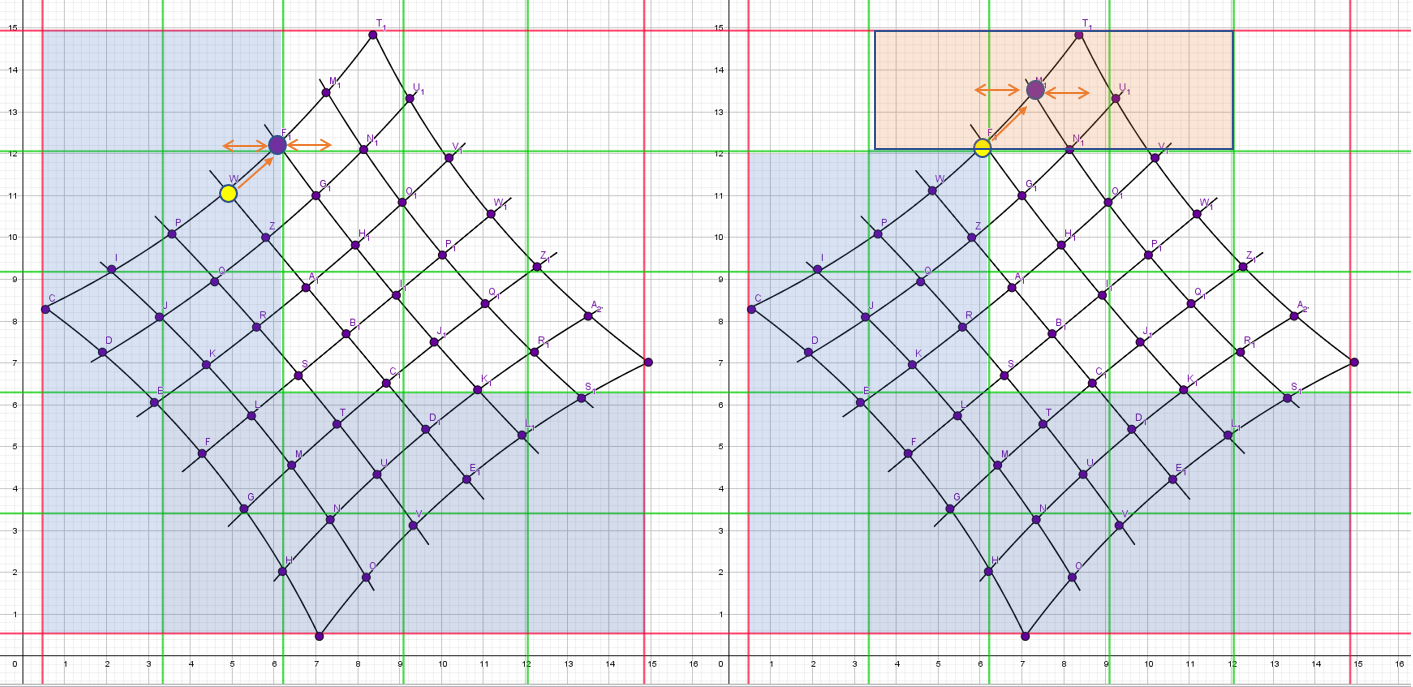 15 T₁ 15 T₁
14 M₁ 14 M₁
U₁ U₁
13 13
F₁ F
12 N₁ V₁ 12 N₁ V₁
11 W G₁ 11 W G₁
O₁ W₁ O₁ W₁
10 P Z H₁ P₁ 10 P Z H₁ P₁
I Z₁ I Z₁
9 Q A₁ I 9 Q A₁ I
C Q₁ A₂ C Q₁ A₂
8 J R B₁ 8 J R B₁
D J₁ R₁ D J₁ R₁
7 K S 7 K S
C₁ K₁ C₁ K₁
6 E S₁ 6 E S₁
L T D₁ L₁ L T D₁ L₁
5 F 5 F
M U E₁ M U E₁
4 G 4 G
3 N V 3 N V
2 H O 2 H O
1 1
0 1 2 3 4 5 6 7 8 9 10 11 12 13 14 15 16 0 1 2 3 4 5 6 7 8 9 10 11 12 13 14 15 16